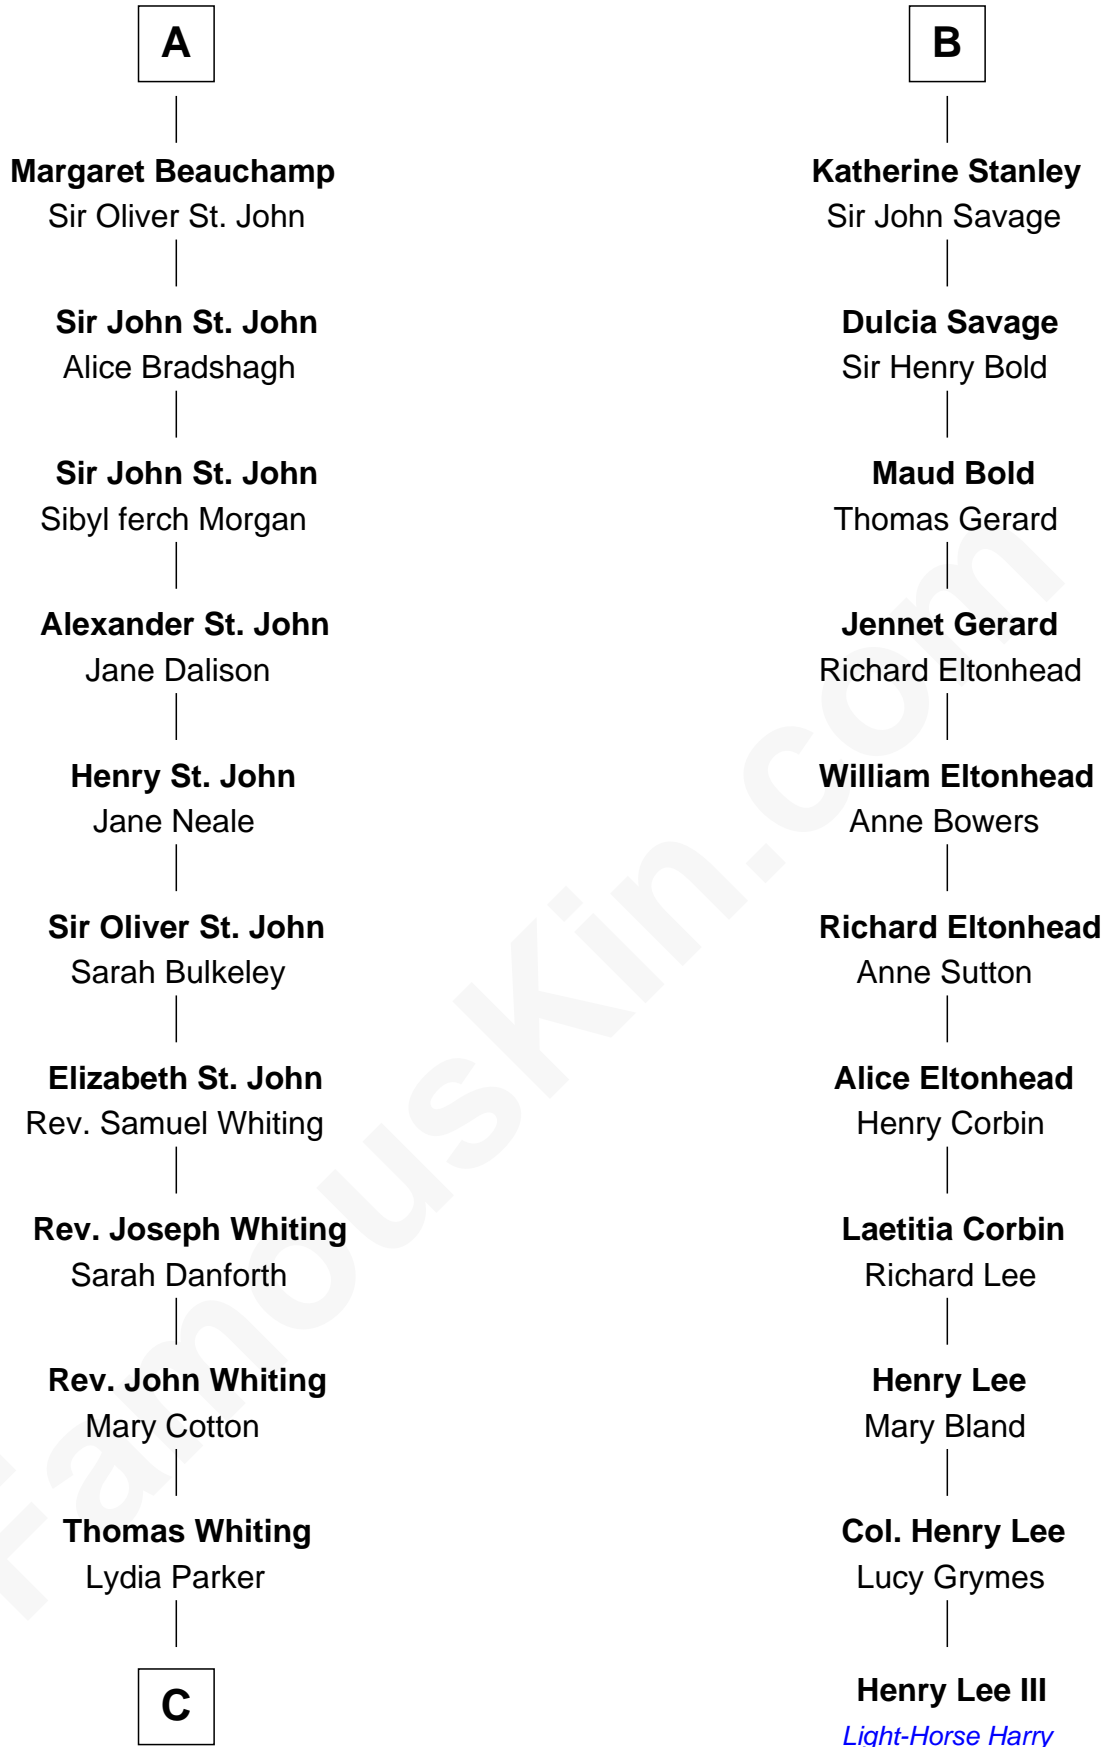 A
Margaret Beauchamp
Sir Oliver St. John
Sir John St. John
Alice Bradshagh
Sir John St. John
Sibyl ferch Morgan
Alexander St. John
Jane Dalison
Henry St. John
Jane Neale
Sir Oliver St. John
Sarah Bulkeley
Elizabeth St. John
Rev. Samuel Whiting
Rev. Joseph Whiting
Sarah Danforth
Rev. John Whiting
Mary Cotton
Thomas Whiting
Lydia Parker
C
B
Katherine Stanley
Sir John Savage
Dulcia Savage
Sir Henry Bold
Maud Bold
Thomas Gerard
Jennet Gerard
Richard Eltonhead
William Eltonhead
Anne Bowers
Richard Eltonhead
Anne Sutton
Alice Eltonhead
Henry Corbin
Laetitia Corbin
Richard Lee
Henry Lee
Mary Bland
Col. Henry Lee
Lucy Grymes
Henry Lee III
Light-Horse Harry
FamousKin.com